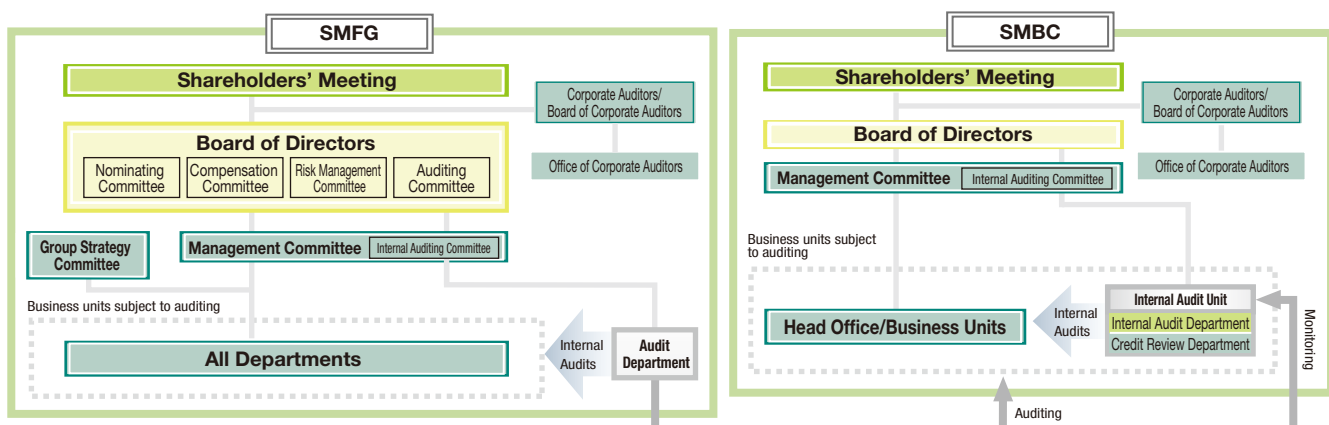 SMFG
Shareholders' Meeting
Corporate Auditors/
Board of Corporate Auditors
Board of Directors
Nominating
Committee
Compensation
Committee
Risk Management
Committee
Auditing
Committee
Office of Corporate Auditors
Group Strategy
Committee
Management Committee
Internal Auditing Committee
Business units subject to auditing
All Departments
Internal
Audits
Audit
Department
SMBC
Shareholders' Meeting
Corporate Auditors/
Board of Corporate Auditors
Board of Directors
Office of Corporate Auditors
Management Committee
Internal Auditing Committee
Business units subject
to auditing
Head Office/Business Units
Internal
Audits
Internal Audit Unit
Internal Audit Department
Credit Review Department
Monitoring
Auditing